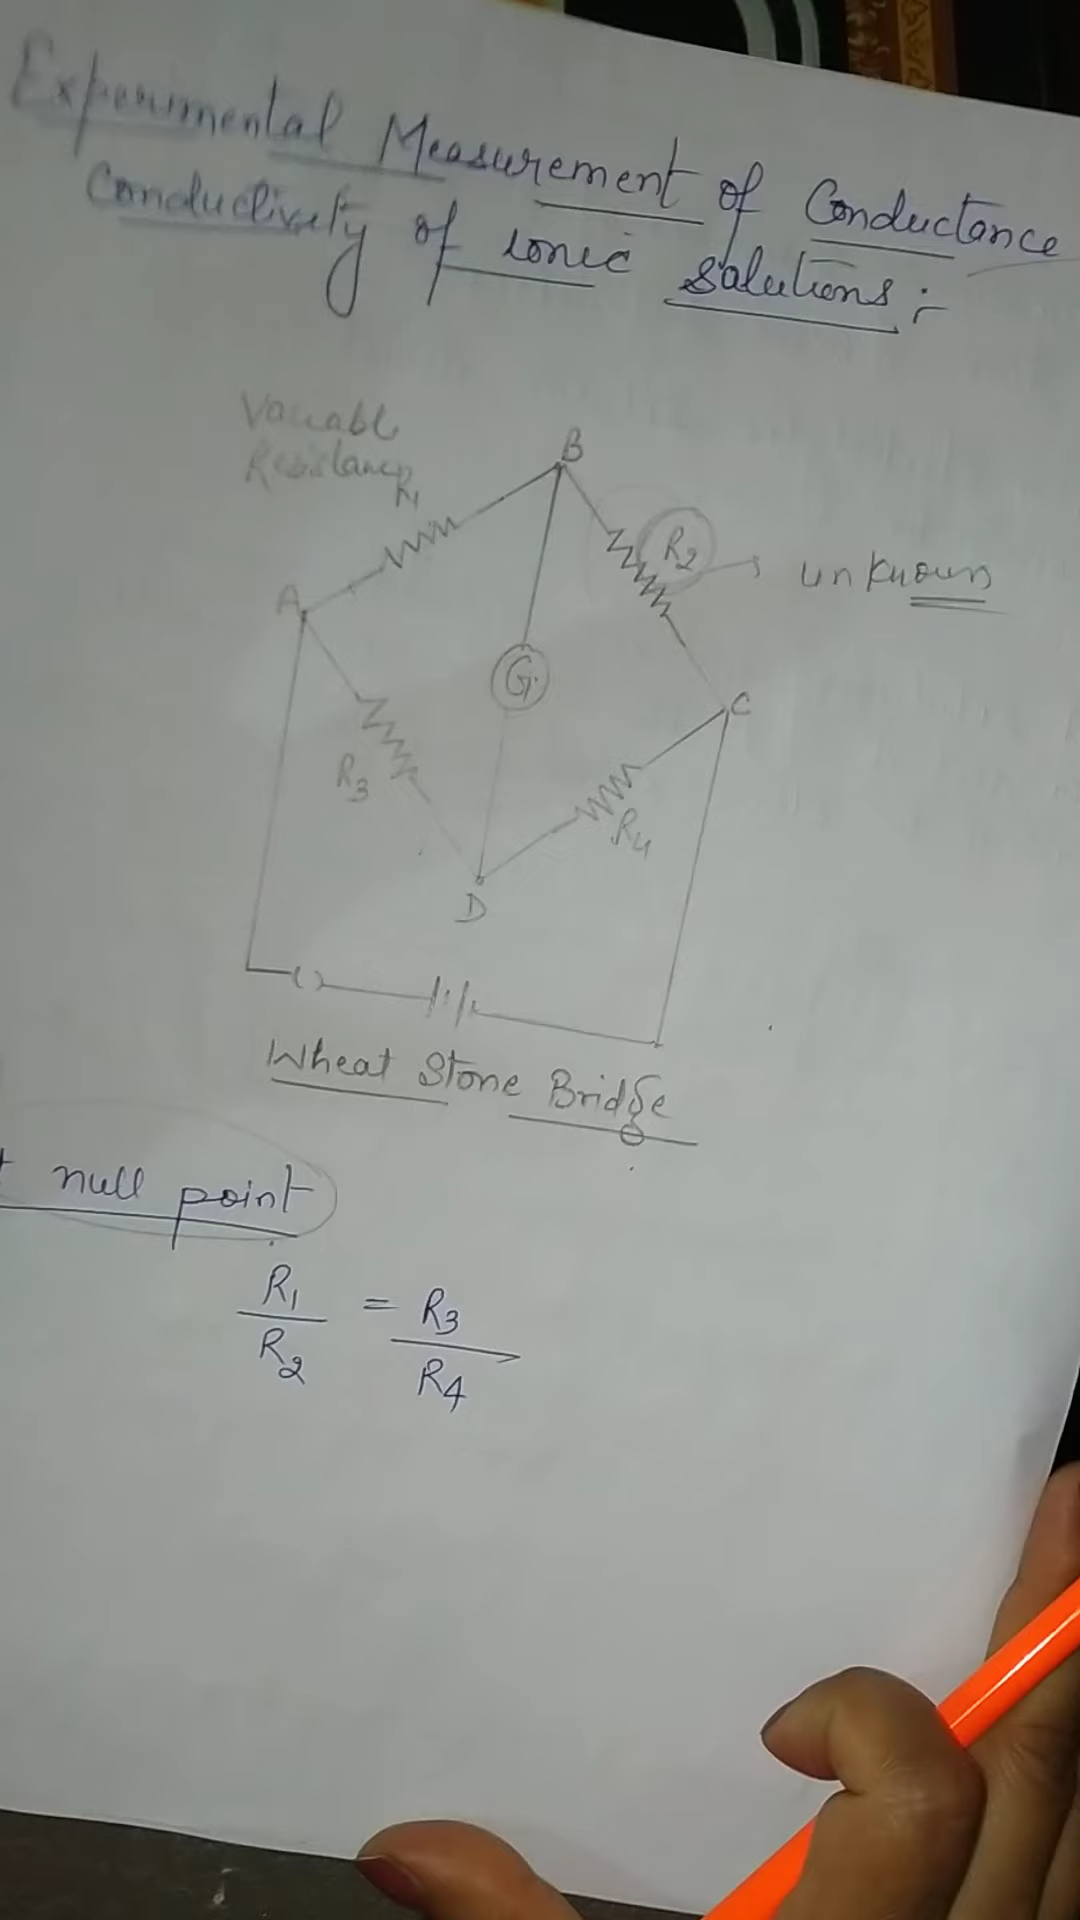 Experimental Measurement of Conductance
Conductivity of ionic solutions :-
Variable
Resistance
R1
B
R2
unknown
A
G
C
R3
R4
D
Wheat Stone Bridge
null point
R1 = R3
R2 R4